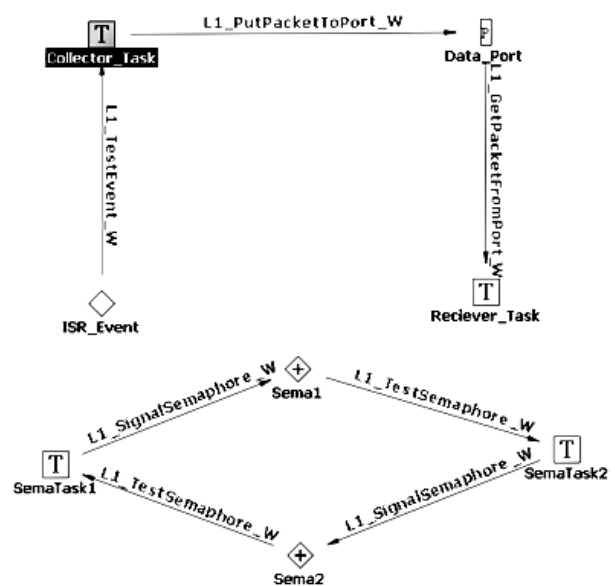 L1_PutPacketToPort_W
T
P
Collector_Task
Data_Port
L1_TestEvent_W
L1_GetPacketFromPort_W
T
ISR_Event
Reciever_Task
L1_SignalSemaphore_W
Sema1
L1_TestSemaphore_W
T
SemaTask1
T
SemaTask2
L1_TestSemaphore_W
L1_SignalSemaphore_W
Sema2